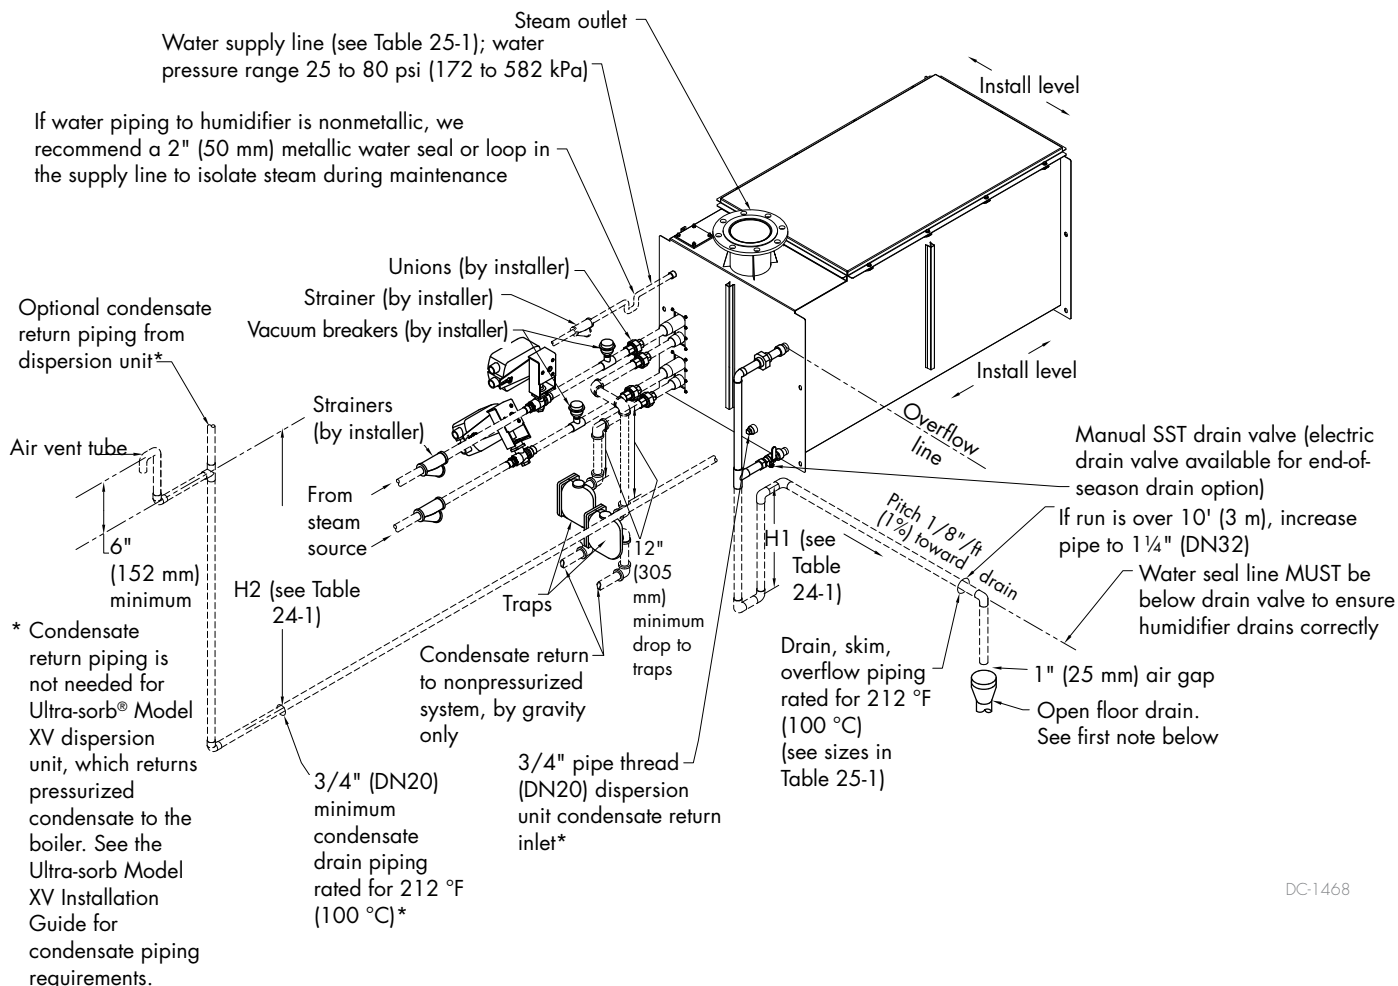 Steam outlet
Water supply line (see Table 25-1); water
pressure range 25 to 80 psi (172 to 582 kPa)
Install level
If water piping to humidifier is nonmetallic, we
recommend a 2" (50 mm) metallic water seal or loop in
the supply line to isolate steam during maintenance
Unions (by installer)
Strainer (by installer)
Vacuum breakers (by installer)
Optional condensate
return piping from
dispersion unit*
Install level
Strainers
(by installer)
Air vent tube
Overflow
line
Manual SST drain valve (electric
drain valve available for end-of-
season drain option)
From
steam
source
Pitch 1/8"/ft
(1%) toward
drain
If run is over 10' (3 m), increase
pipe to 1¼" (DN32)
6"
(152 mm)
minimum
H2 (see Table
24-1)
12"
(305
mm)
minimum
drop to
traps
H1 (see
Table
24-1)
Water seal line MUST be
below drain valve to ensure
humidifier drains correctly
Traps
* Condensate
return piping is
not needed for
Ultra-sorb® Model
XV dispersion
unit, which returns
pressurized
condensate to the
boiler. See the
Ultra-sorb Model
XV Installation
Guide for
condensate piping
requirements.
Condensate return
to nonpressurized
system, by gravity
only
Drain, skim,
overflow piping
rated for 212 °F
(100 °C)
(see sizes in
Table 25-1)
1" (25 mm) air gap
Open floor drain.
See first note below
3/4" (DN20)
minimum
condensate
drain piping
rated for 212 °F
(100 °C)*
3/4" pipe thread
(DN20) dispersion
unit condensate return
inlet*
DC-1468